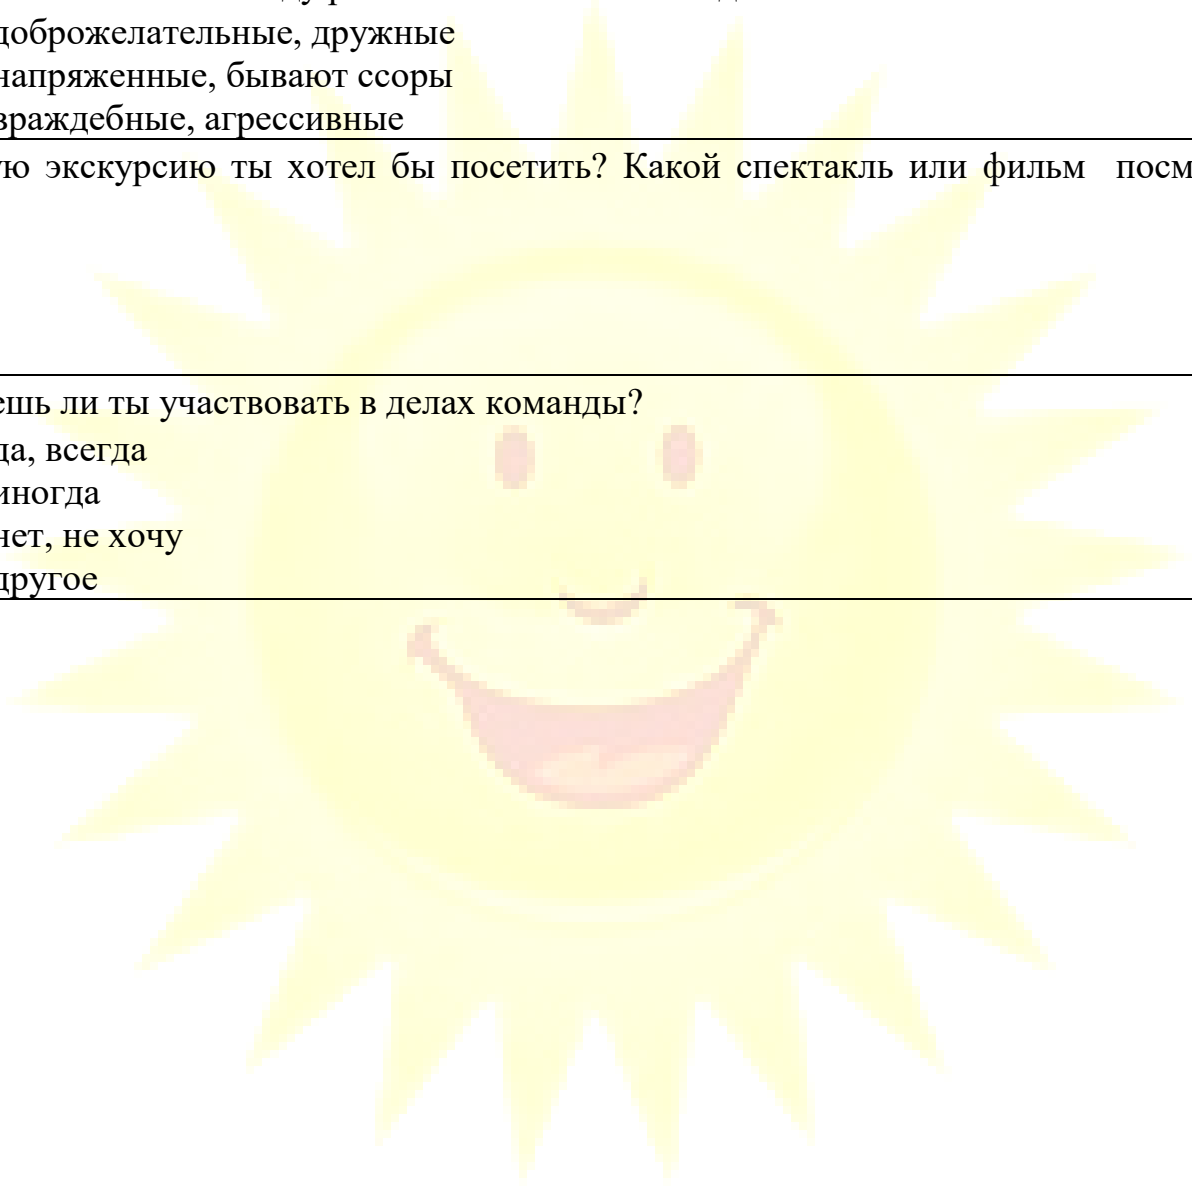 доброжелательные, дружные
напряженные, бывают ссоры
враждебные, агрессивные
ую экскурсию ты хотел бы посетить? Какой спектакль или фильм посм
ешь ли ты участвовать в делах команды?
да, всегда
иногда
нет, не хочу
другое